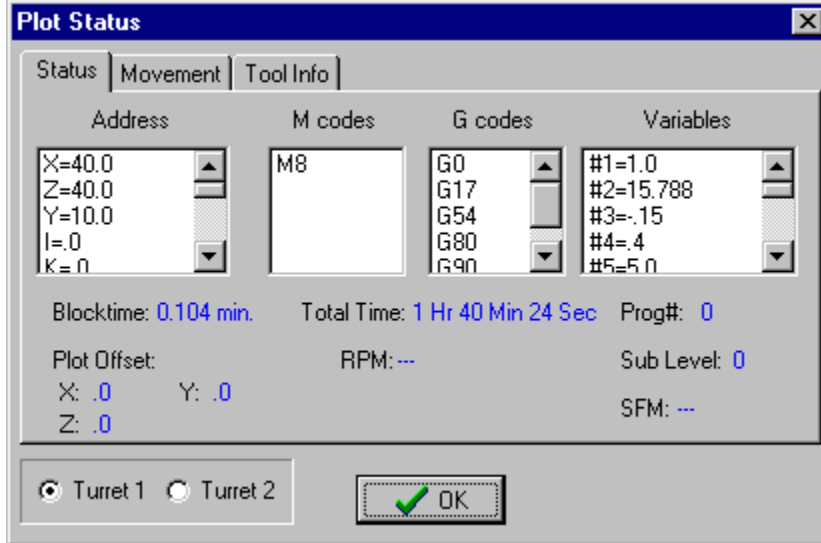 Plot Status
Status Movement Tool Info
Address M codes G codes Variables
X=40.0 M8 G0 #1=1.0
Z=40.0 G17 #2=15.788
Y=10.0 G54 #3=-.15
I=.0 G80 #4=.4
K=.0 G90 #5=5.0
Blocktime: 0.104 min. Total Time: 1 Hr 40 Min 24 Sec Prog#: 0
Plot Offset: RPM: --- Sub Level: 0
X: .0 Y: .0
SFM: ---
Z: .0
Turret 1 Turret 2 OK